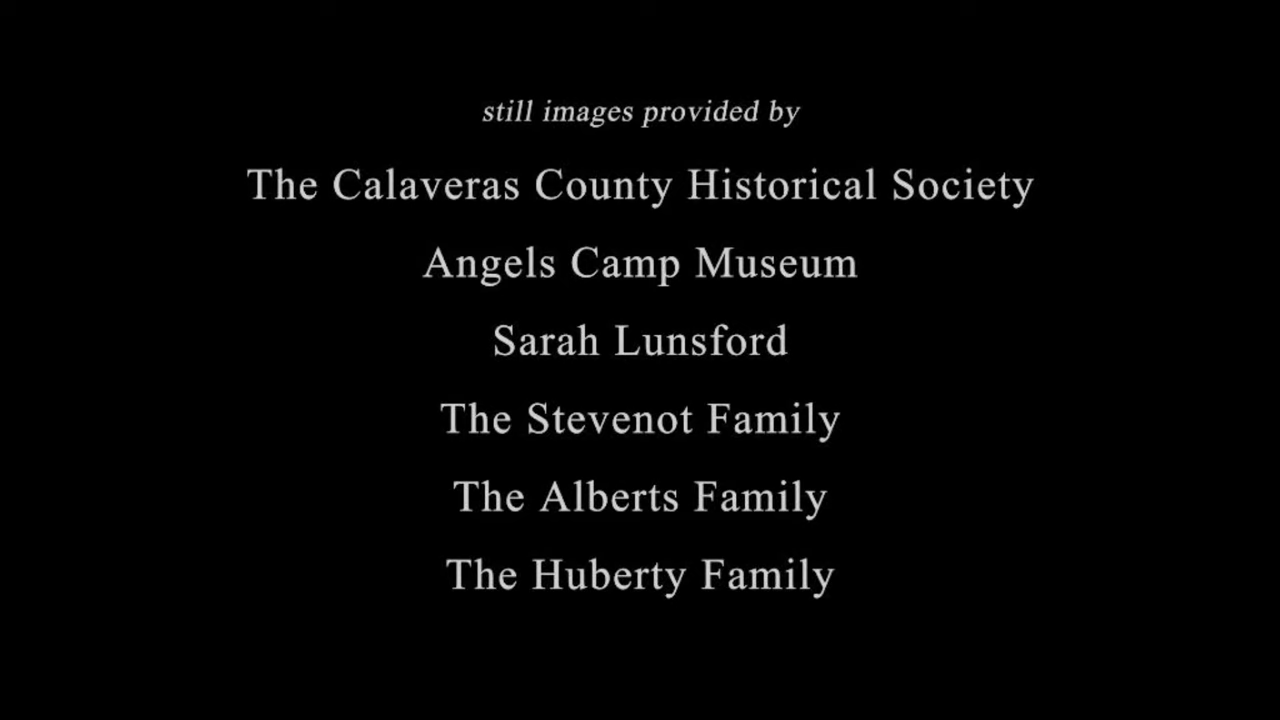 still images provided by
The Calaveras County Historical Society
Angels Camp Museum
Sarah Lunsford
The Stevenot Family
The Alberts Family
The Huberty Family